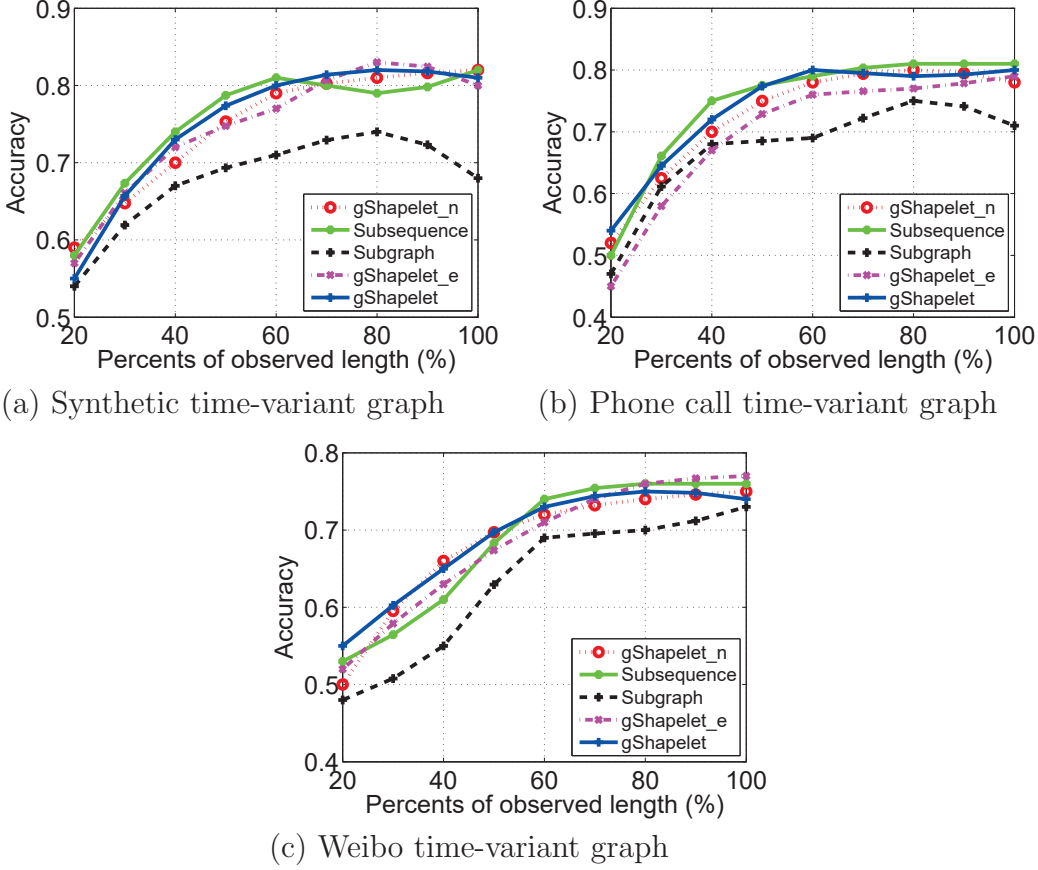 0.9
0.8
0.7
0.6
0.5
Accuracy
20 40 60 80 100
Percents of observed length (%)
gShapelet_n
Subsequence
Subgraph
gShapelet_e
gShapelet
(a) Synthetic time-variant graph
0.9
0.8
0.7
0.6
0.5
0.4
Accuracy
20 40 60 80 100
Percents of observed length (%)
gShapelet_n
Subsequence
Subgraph
gShapelet_e
gShapelet
(b) Phone call time-variant graph
0.8
0.7
0.6
0.5
0.4
Accuracy
20 40 60 80 100
Percents of observed length (%)
gShapelet_n
Subsequence
Subgraph
gShapelet_e
gShapelet
(c) Weibo time-variant graph